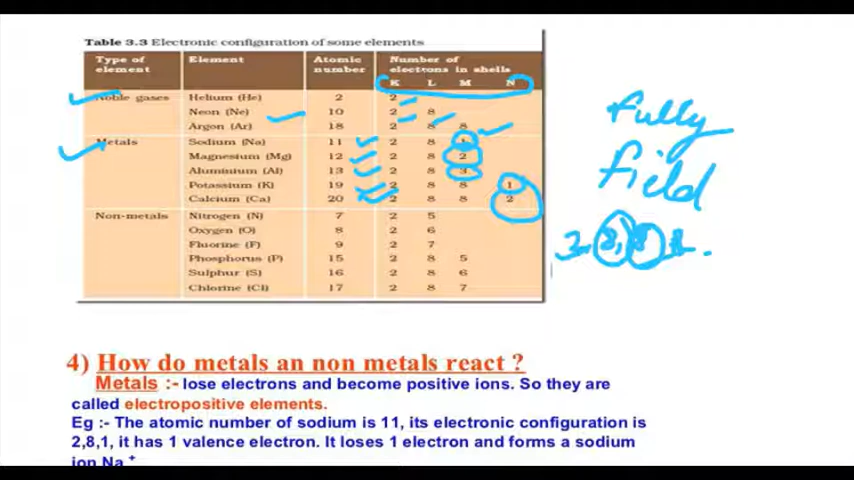 Table 3.3 Electronic configuration of some elements
Type of element Element Atomic number Number of electrons in shells
K L M N
Noble gases Helium (He) 2 2
Neon (Ne) 10 2 8
Argon (Ar) 18 2 8 8
Metals Sodium (Na) 11 2 8 1
Magnesium (Mg) 12 2 8 2
Aluminium (Al) 13 2 8 3
Potassium (K) 19 2 8 8 1
Calcium (Ca) 20 2 8 8 2
Non-metals Nitrogen (N) 7 2 5
Oxygen (O) 8 2 6
Fluorine (F) 9 2 7
Phosphorus (P) 15 2 8 5
Sulphur (S) 16 2 8 6
Chlorine (Cl) 17 2 8 7
fully
field
4) How do metals an non metals react ?
Metals :- lose electrons and become positive ions. So they are
called electropositive elements.
Eg :- The atomic number of sodium is 11, its electronic configuration is
2,8,1, it has 1 valence electron. It loses 1 electron and forms a sodium
ion Na +